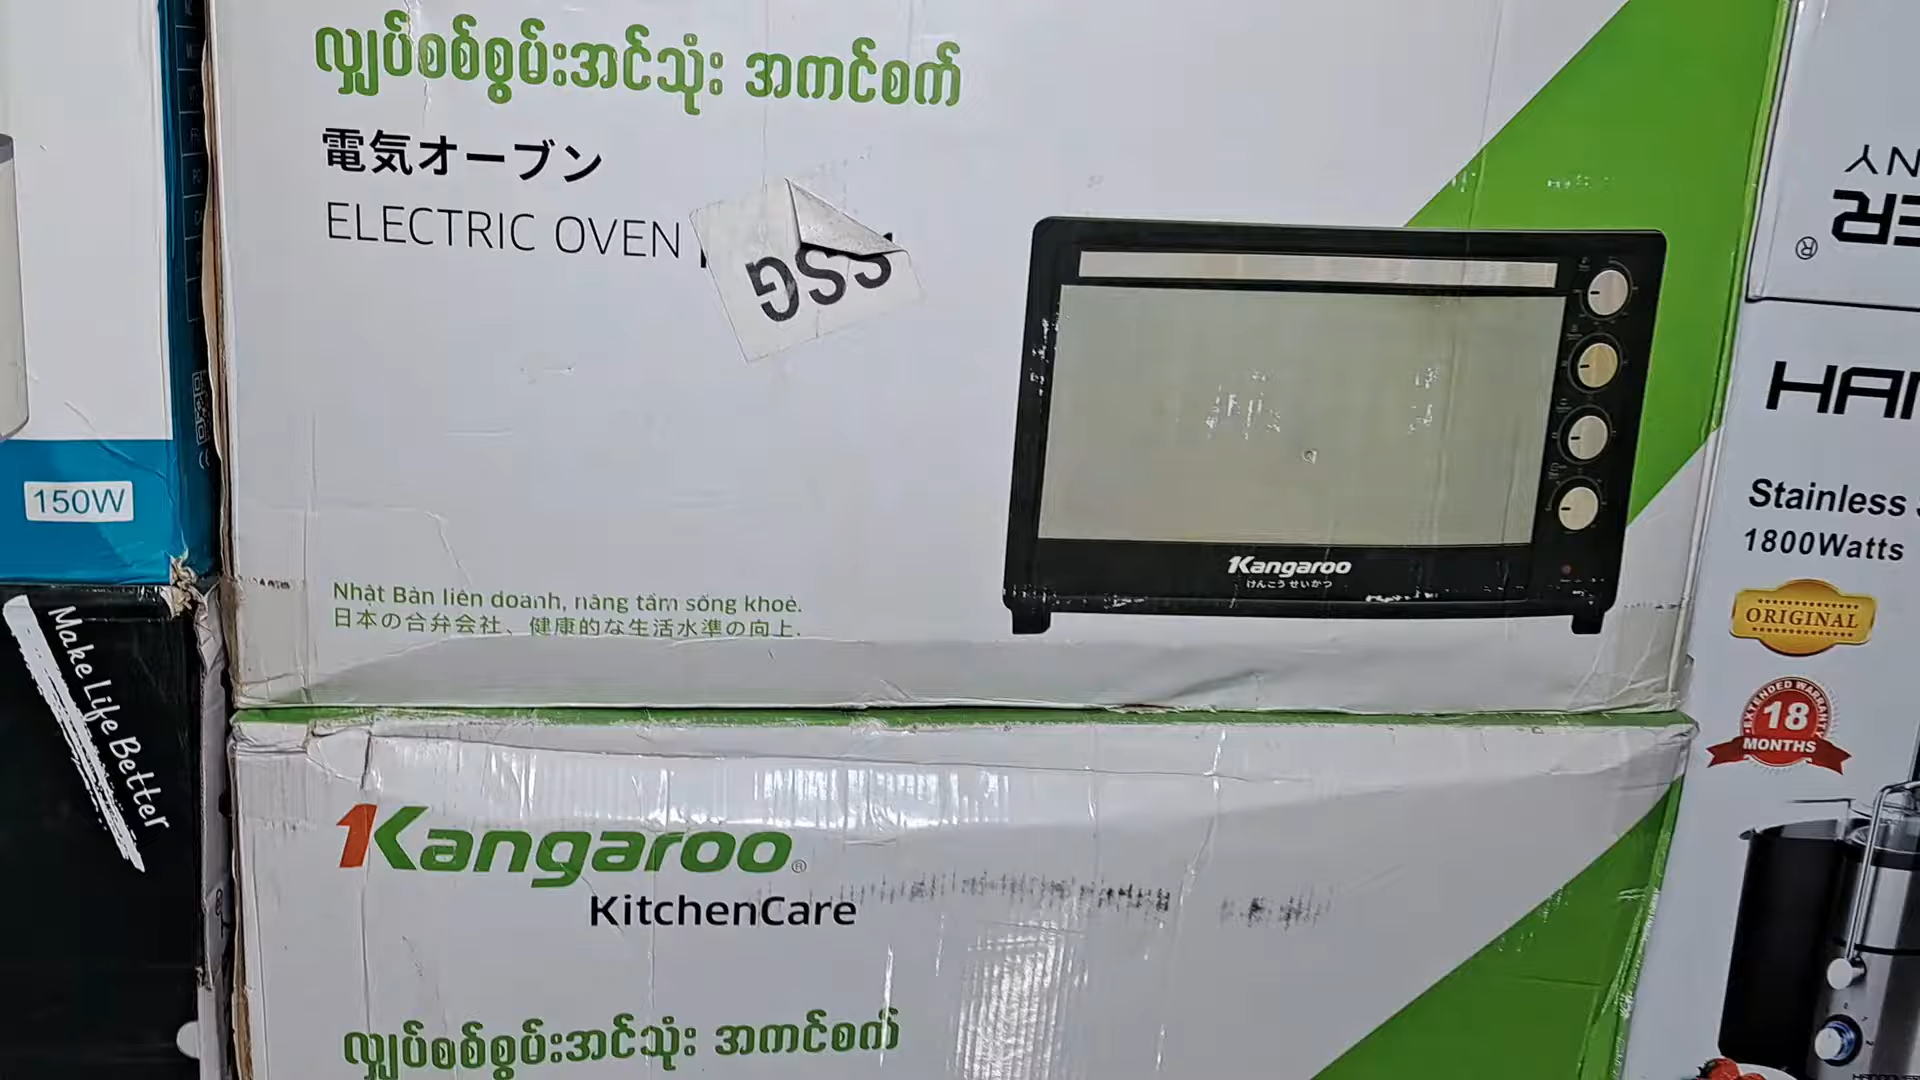 လျှပ်စစ်စွမ်းအင်သုံး အကင်စက်
電気オーブン
ELECTRIC OVEN
GSS
Kangaroo
けんこう せいかつ
Nhật Bản liên doanh, nâng tầm sống khoẻ.
日本の合弁会社、健康的な生活水準の向上.
1Kangaroo®
KitchenCare
လျှပ်စစ်စွမ်းအင်သုံး အကင်စက်
150W
Make Life Better
®
Stainless
1800Watts
ORIGINAL
EXTENDED WARRANTY
18
MONTHS